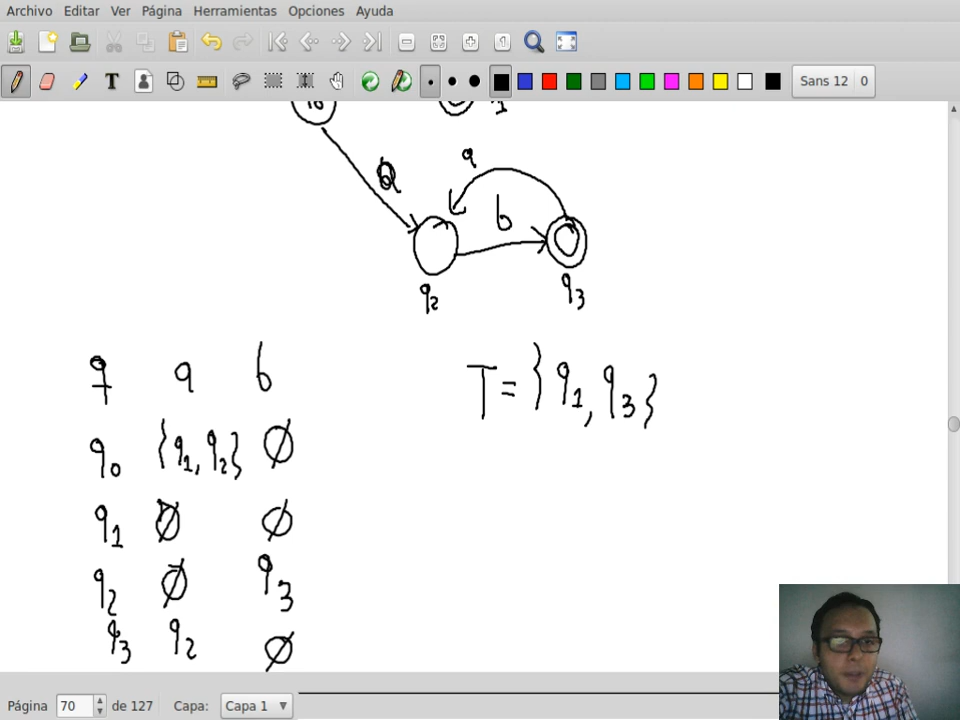 Archivo Editar Ver Página Herramientas Opciones Ayuda
T Sans 12 0
q1
a
a b
q2 q3
q a b
T = { q1, q3 }
q0 {q1, q2} ∅
q1 ∅ ∅
q2 ∅ q3
q3 q2 ∅
Página 70 de 127 Capa: Capa 1